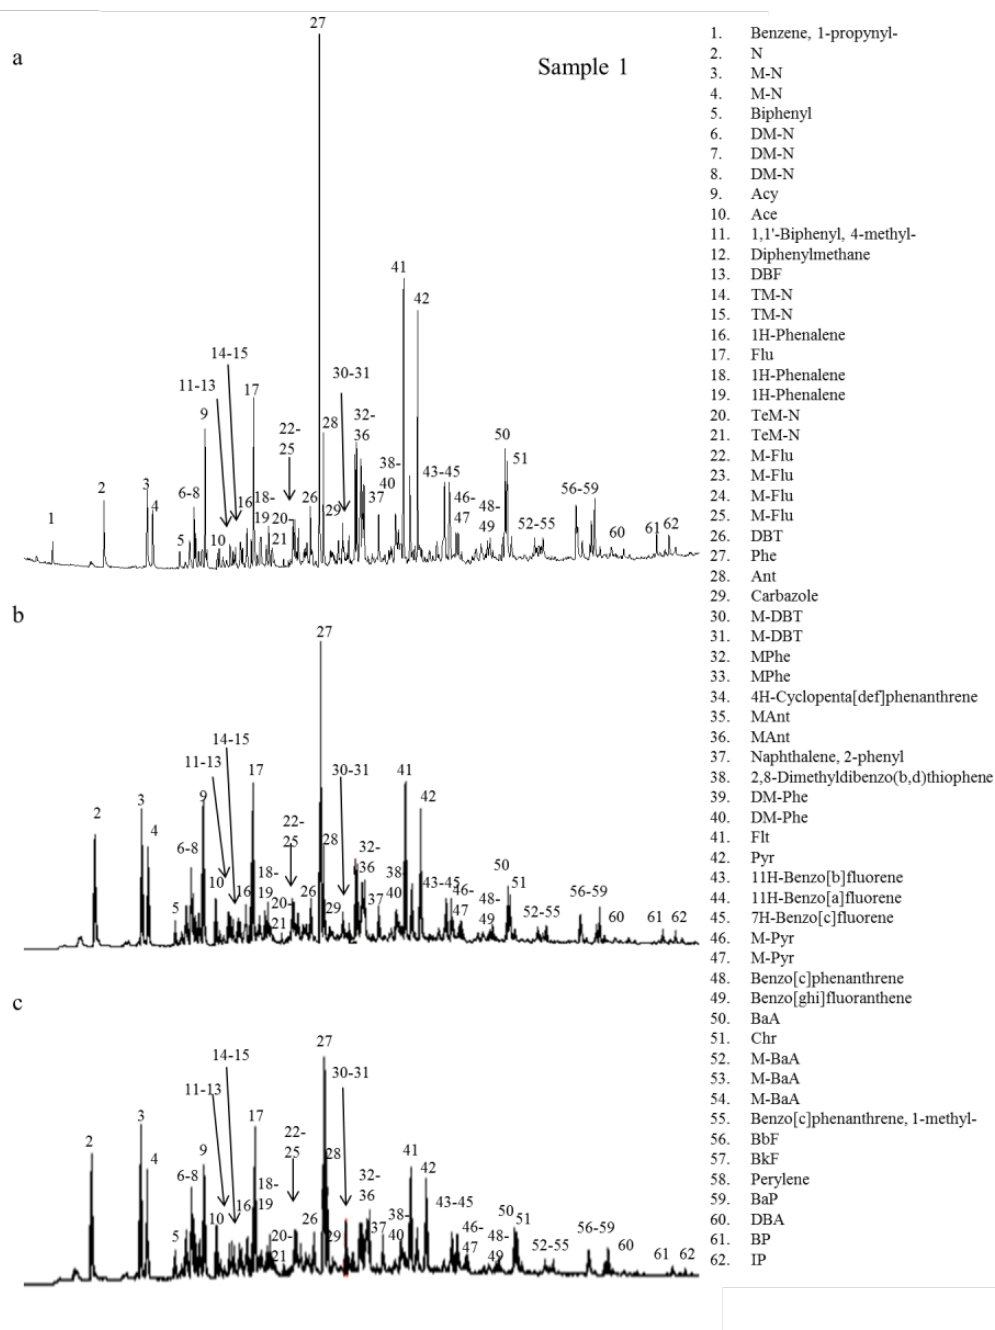 a
Sample 1
27
41
42
14-15
30-31
11-13
17
32-
36
9
22-
25
28
38-
40
43-45
50
51
2
3
4
6-8
16
18-
19
20-
21
26
29
37
46-
47
48-
49
56-59
1
5
10
52-55
60
61
62
b
27
14-15
11-13
17
30-31
41
42
2
3
4
9
22-
25
28
32-
36
6-8
10
16
18-
19
20-
21
26
29
37
38
40
43-45
46-
47
48-
49
50
51
5
52-55
56-59
60
61
62
c
27
14-15
30-31
11-13
3
17
2
4
9
22-
25
28
41
42
6-8
32-
36
18-
19
10
16
26
38-
40
43-45
50
51
5
20-
21
29
37
46-
47
48-
49
52-55
56-59
60
61
62
1. Benzene, 1-propynyl-
2. N
3. M-N
4. M-N
5. Biphenyl
6. DM-N
7. DM-N
8. DM-N
9. Acy
10. Ace
11. 1,1'-Biphenyl, 4-methyl-
12. Diphenylmethane
13. DBF
14. TM-N
15. TM-N
16. 1H-Phenalene
17. Flu
18. 1H-Phenalene
19. 1H-Phenalene
20. TeM-N
21. TeM-N
22. M-Flu
23. M-Flu
24. M-Flu
25. M-Flu
26. DBT
27. Phe
28. Ant
29. Carbazole
30. M-DBT
31. M-DBT
32. MPhe
33. MPhe
34. 4H-Cyclopenta[def]phenanthrene
35. MAnt
36. MAnt
37. Naphthalene, 2-phenyl
38. 2,8-Dimethyldibenzo(b,d)thiophene
39. DM-Phe
40. DM-Phe
41. Flt
42. Pyr
43. 11H-Benzo[b]fluorene
44. 11H-Benzo[a]fluorene
45. 7H-Benzo[c]fluorene
46. M-Pyr
47. M-Pyr
48. Benzo[c]phenanthrene
49. Benzo[ghi]fluoranthene
50. BaA
51. Chr
52. M-BaA
53. M-BaA
54. M-BaA
55. Benzo[c]phenanthrene, 1-methyl-
56. BbF
57. BkF
58. Perylene
59. BaP
60. DBA
61. BP
62. IP